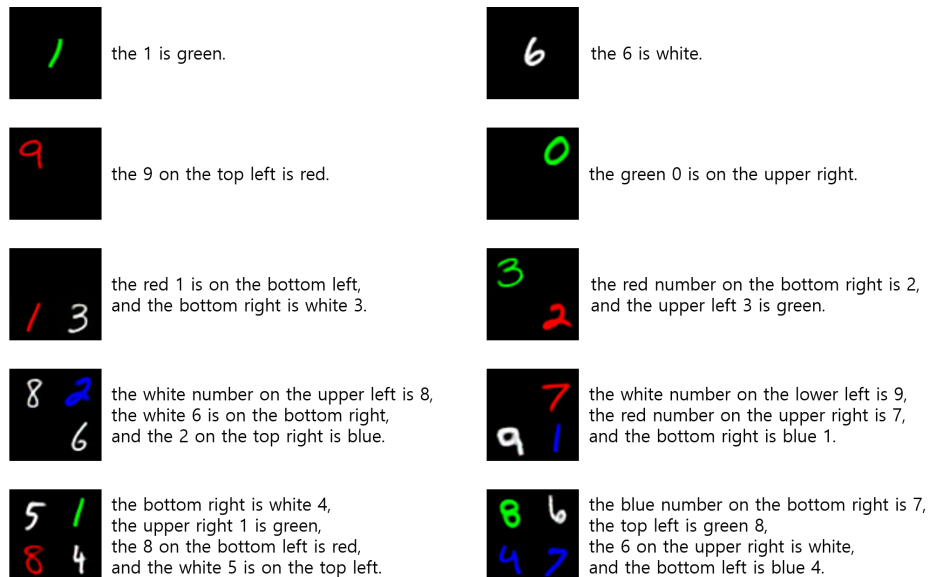 1
the 1 is green.
6
the 6 is white.
9
the 9 on the top left is red.
0
the green 0 is on the upper right.
1 3
the red 1 is on the bottom left,
and the bottom right is white 3.
3
2
the red number on the bottom right is 2,
and the upper left 3 is green.
8 2
6
the white number on the upper left is 8,
the white 6 is on the bottom right,
and the 2 on the top right is blue.
7
9 1
the white number on the lower left is 9,
the red number on the upper right is 7,
and the bottom right is blue 1.
5 1
8 4
the bottom right is white 4,
the upper right 1 is green,
the 8 on the bottom left is red,
and the white 5 is on the top left.
8 6
4 7
the blue number on the bottom right is 7,
the top left is green 8,
the 6 on the upper right is white,
and the bottom left is blue 4.